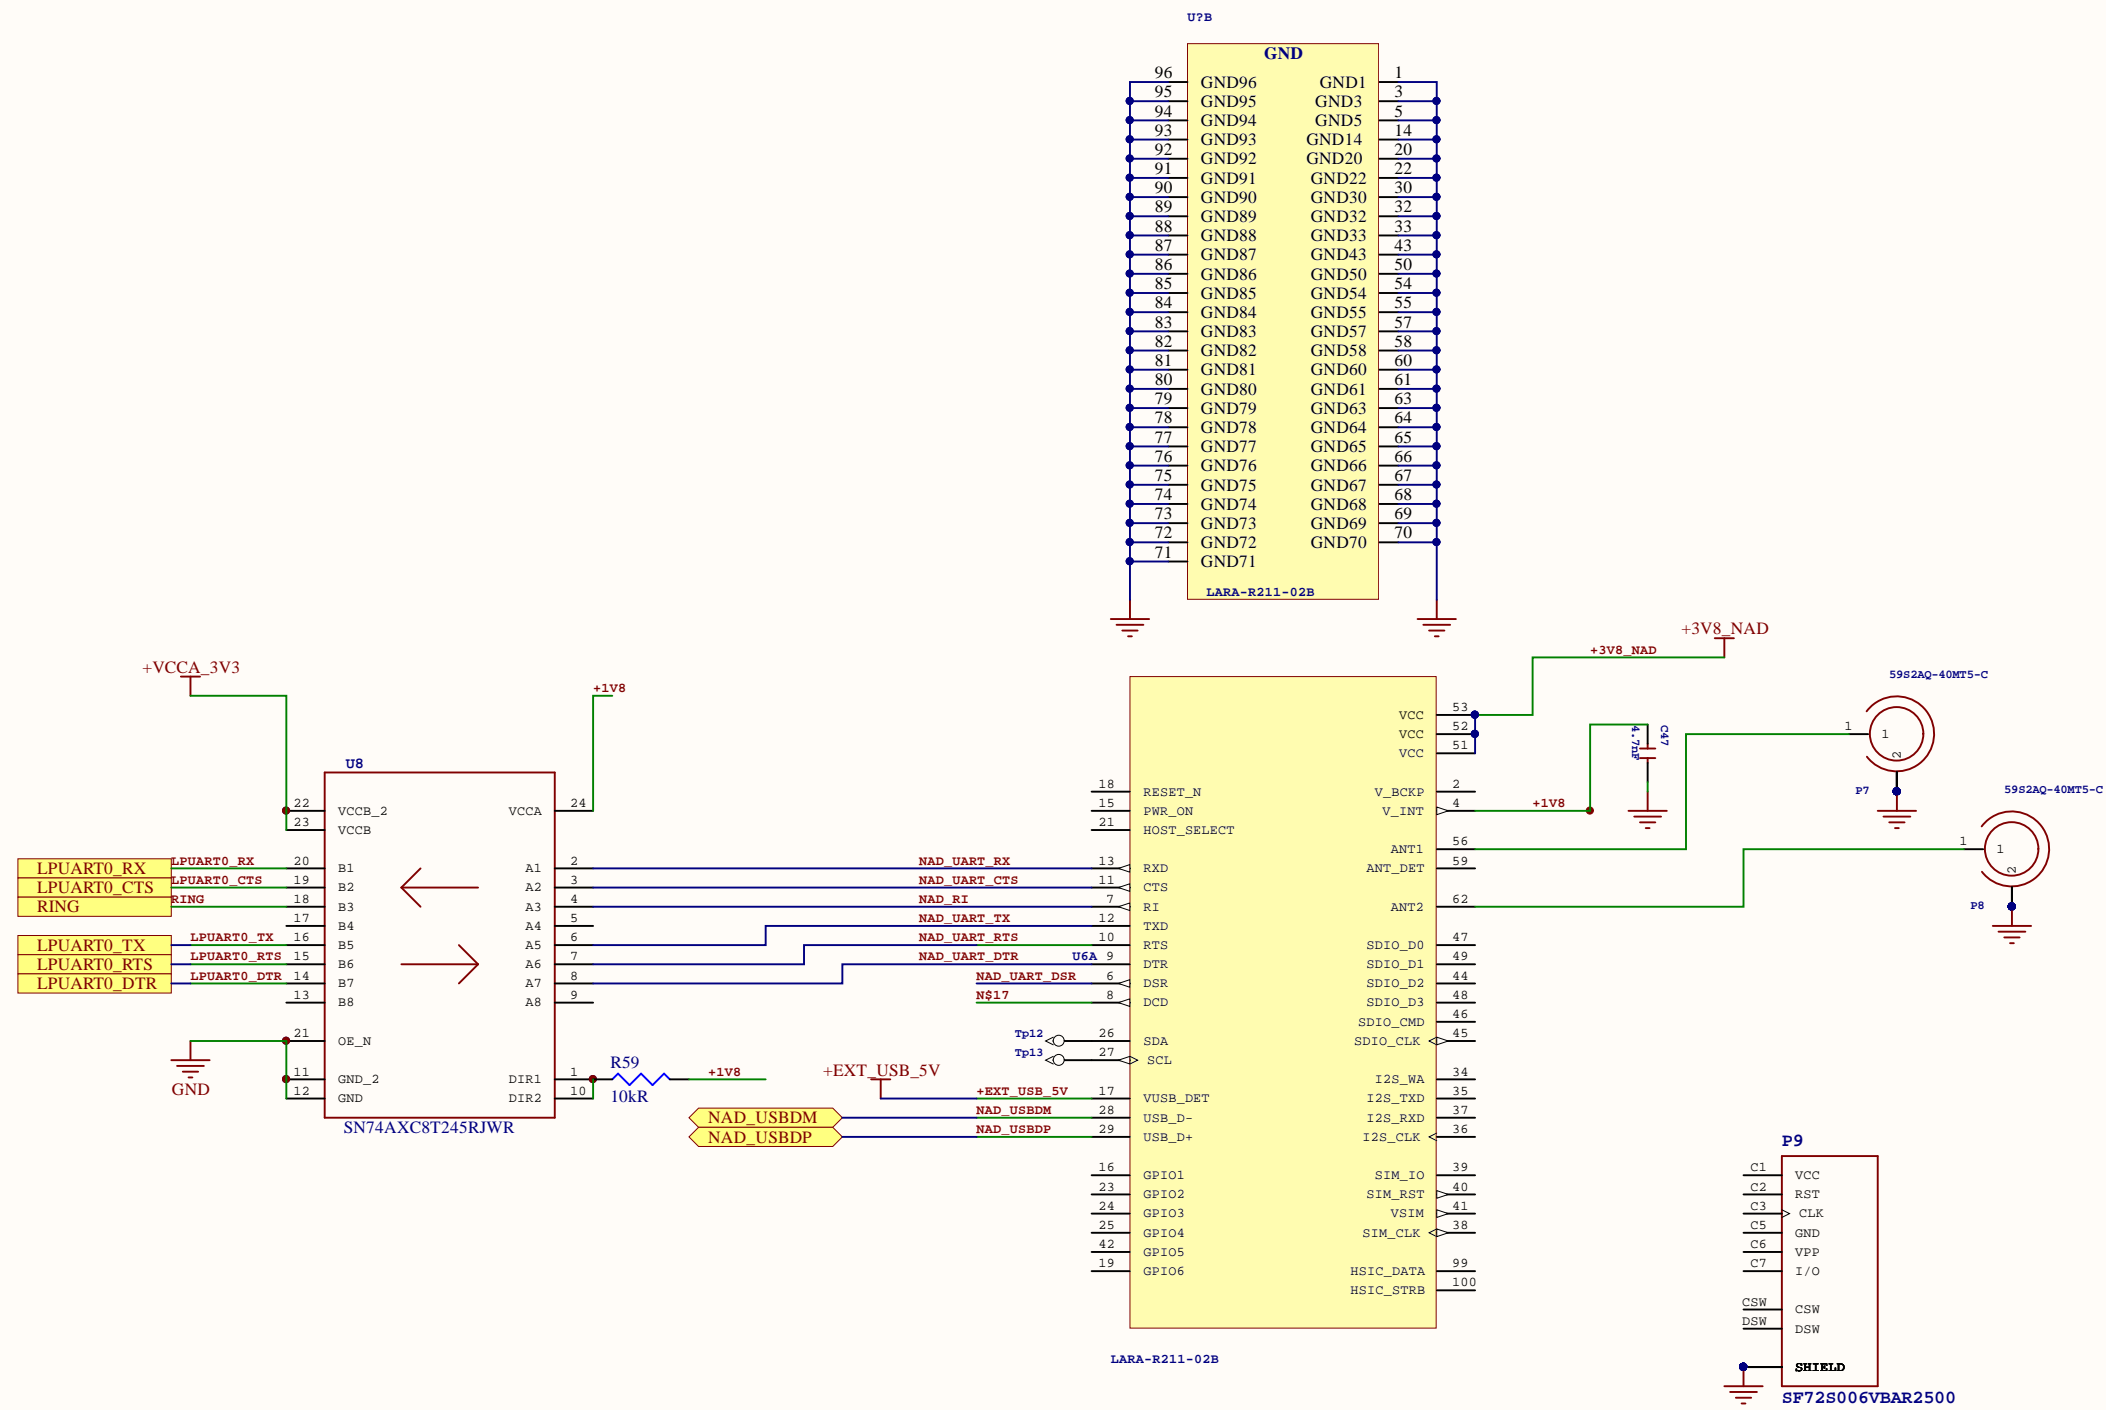 U?B
GND
96 GND96 GND1 1
95 GND95 GND3 3
94 GND94 GND5 5
93 GND93 GND14 14
92 GND92 GND20 20
91 GND91 GND22 22
90 GND90 GND30 30
89 GND89 GND32 32
88 GND88 GND33 33
87 GND87 GND43 43
86 GND86 GND50 50
85 GND85 GND54 54
84 GND84 GND55 55
83 GND83 GND57 57
82 GND82 GND58 58
81 GND81 GND60 60
80 GND80 GND61 61
79 GND79 GND63 63
78 GND78 GND64 64
77 GND77 GND65 65
76 GND76 GND66 66
75 GND75 GND67 67
74 GND74 GND68 68
73 GND73 GND69 69
72 GND72 GND70 70
71 GND71
LARA-R211-02B
+VCCA_3V3
+1V8
U8
22 VCCB_2 VCCA 24
23 VCCB
LPUART0_RX LPUART0_RX 20 B1 A1 2
LPUART0_CTS LPUART0_CTS 19 B2 A2 3
RING RING 18 B3 A3 4
17 B4 A4 5
LPUART0_TX LPUART0_TX 16 B5 A5 6
LPUART0_RTS LPUART0_RTS 15 B6 A6 7
LPUART0_DTR LPUART0_DTR 14 B7 A7 8
13 B8 A8 9
21 OE_N
11 GND_2 DIR1 1
12 GND DIR2 10
GND
SN74AXC8T245RJWR
R59
10kR
+1V8
+3V8_NAD
+3V8_NAD
VCC 53
VCC 52
VCC 51
18 RESET_N V_BCKP 2
15 PWR_ON V_INT 4 +1V8
21 HOST_SELECT
C47
4.7nF
ANT1 56
NAD_UART_RX 13 RXD ANT_DET 59
NAD_UART_CTS 11 CTS
NAD_RI 7 RI ANT2 62
NAD_UART_TX 12 TXD
NAD_UART_RTS 10 RTS SDIO_D0 47
NAD_UART_DTR U6A 9 DTR SDIO_D1 49
NAD_UART_DSR 6 DSR SDIO_D2 44
N$17 8 DCD SDIO_D3 48
SDIO_CMD 46
Tp12 26 SDA SDIO_CLK 45
Tp13 27 SCL
+EXT_USB_5V
I2S_WA 34
+EXT_USB_5V 17 VUSB_DET I2S_TXD 35
NAD_USBDM NAD_USBDM 28 USB_D- I2S_RXD 37
NAD_USBDP NAD_USBDP 29 USB_D+ I2S_CLK 36
16 GPIO1 SIM_IO 39
23 GPIO2 SIM_RST 40
24 GPIO3 VSIM 41
25 GPIO4 SIM_CLK 38
42 GPIO5
19 GPIO6 HSIC_DATA 99
HSIC_STRB 100
LARA-R211-02B
59S2AQ-40MT5-C
1 1
2
P7
59S2AQ-40MT5-C
1 1
2
P8
P9
C1 VCC
C2 RST
C3 CLK
C5 GND
C6 VPP
C7 I/O
CSW CSW
DSW DSW
SHIELD
SF72S006VBAR2500